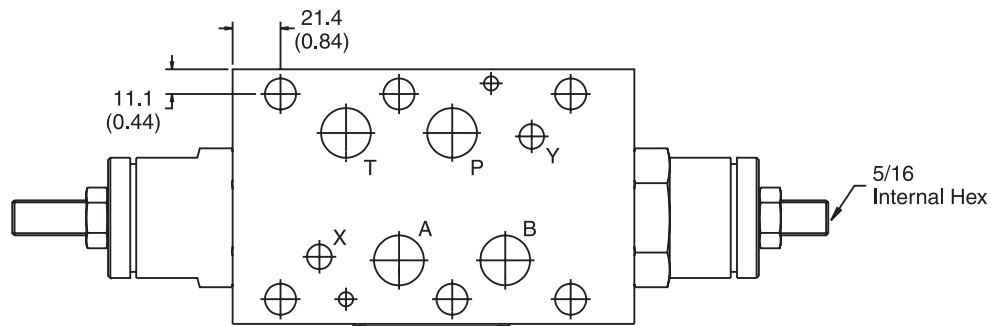 21.4
(0.84)
11.1
(0.44)
T
P
Y
5/16
Internal Hex
X
A
B